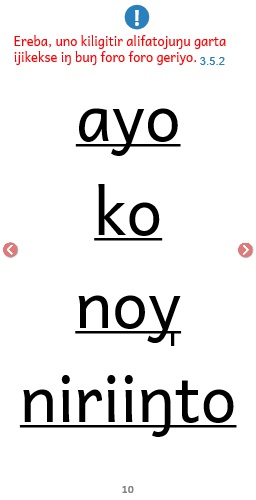 !
Ereba, uno kiligitir alifatojuŋu garta
ijikekse iŋ buŋ foro foro geriyo. 3.5.2
ayo
ko
noy̩
niriiŋto
10